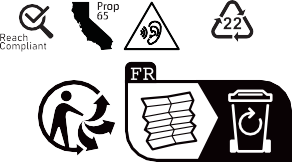 Reach
Compliant
Prop
65
22
FR